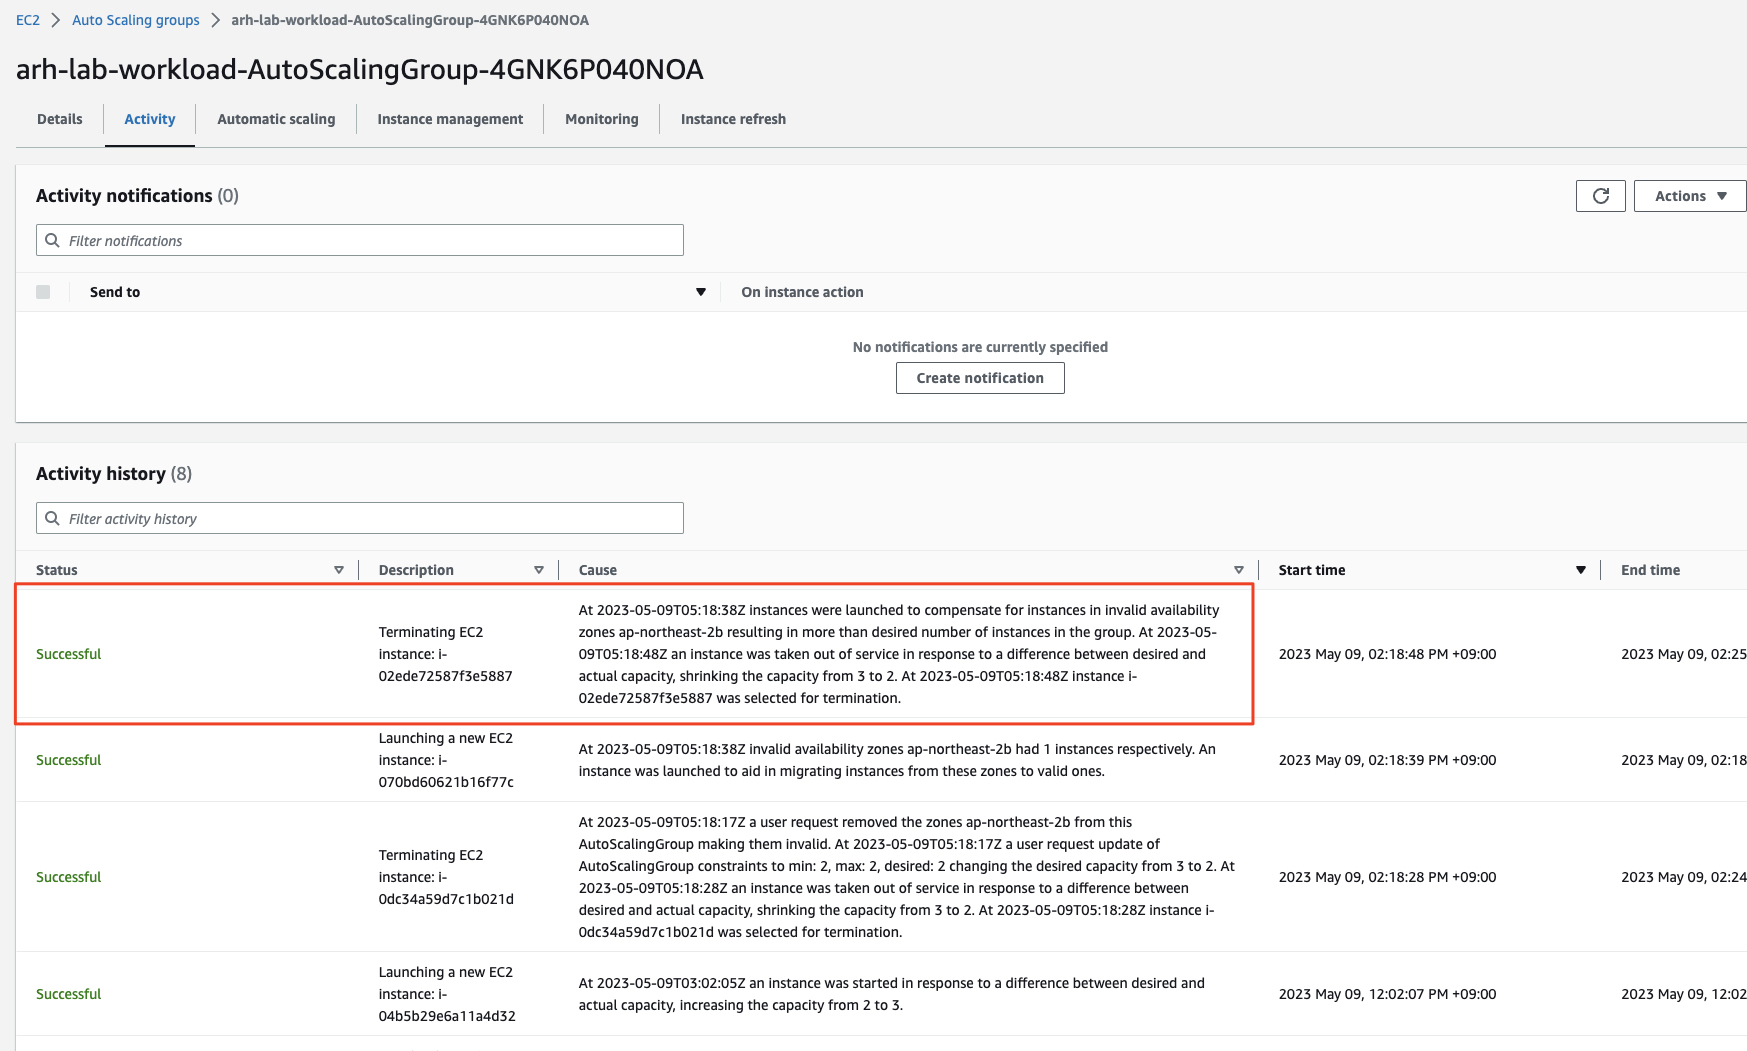 EC2 > Auto Scaling groups > arh-lab-workload-AutoScalingGroup-4GNK6P040NOA
arh-lab-workload-AutoScalingGroup-4GNK6P040NOA
Details Activity Automatic scaling Instance management Monitoring Instance refresh
Activity notifications (0)
Actions
Filter notifications
Send to On instance action
No notifications are currently specified
Create notification
Activity history (8)
Filter activity history
Status Description Cause Start time End time
Successful
Terminating EC2
instance: i-
02ede72587f3e5887
At 2023-05-09T05:18:38Z instances were launched to compensate for instances in invalid availability
zones ap-northeast-2b resulting in more than desired number of instances in the group. At 2023-05-
09T05:18:48Z an instance was taken out of service in response to a difference between desired and
actual capacity, shrinking the capacity from 3 to 2. At 2023-05-09T05:18:48Z instance i-
02ede72587f3e5887 was selected for termination.
2023 May 09, 02:18:48 PM +09:00
2023 May 09, 02:25
Successful
Launching a new EC2
instance: i-
070bd60621b16f77c
At 2023-05-09T05:18:38Z invalid availability zones ap-northeast-2b had 1 instances respectively. An
instance was launched to aid in migrating instances from these zones to valid ones.
2023 May 09, 02:18:39 PM +09:00
2023 May 09, 02:18
Successful
Terminating EC2
instance: i-
0dc34a59d7c1b021d
At 2023-05-09T05:18:17Z a user request removed the zones ap-northeast-2b from this
AutoScalingGroup making them invalid. At 2023-05-09T05:18:17Z a user request update of
AutoScalingGroup constraints to min: 2, max: 2, desired: 2 changing the desired capacity from 3 to 2. At
2023-05-09T05:18:28Z an instance was taken out of service in response to a difference between
desired and actual capacity, shrinking the capacity from 3 to 2. At 2023-05-09T05:18:28Z instance i-
0dc34a59d7c1b021d was selected for termination.
2023 May 09, 02:18:28 PM +09:00
2023 May 09, 02:24
Successful
Launching a new EC2
instance: i-
04b5b29e6a11a4d32
At 2023-05-09T03:02:05Z an instance was started in response to a difference between desired and
actual capacity, increasing the capacity from 2 to 3.
2023 May 09, 12:02:07 PM +09:00
2023 May 09, 12:02